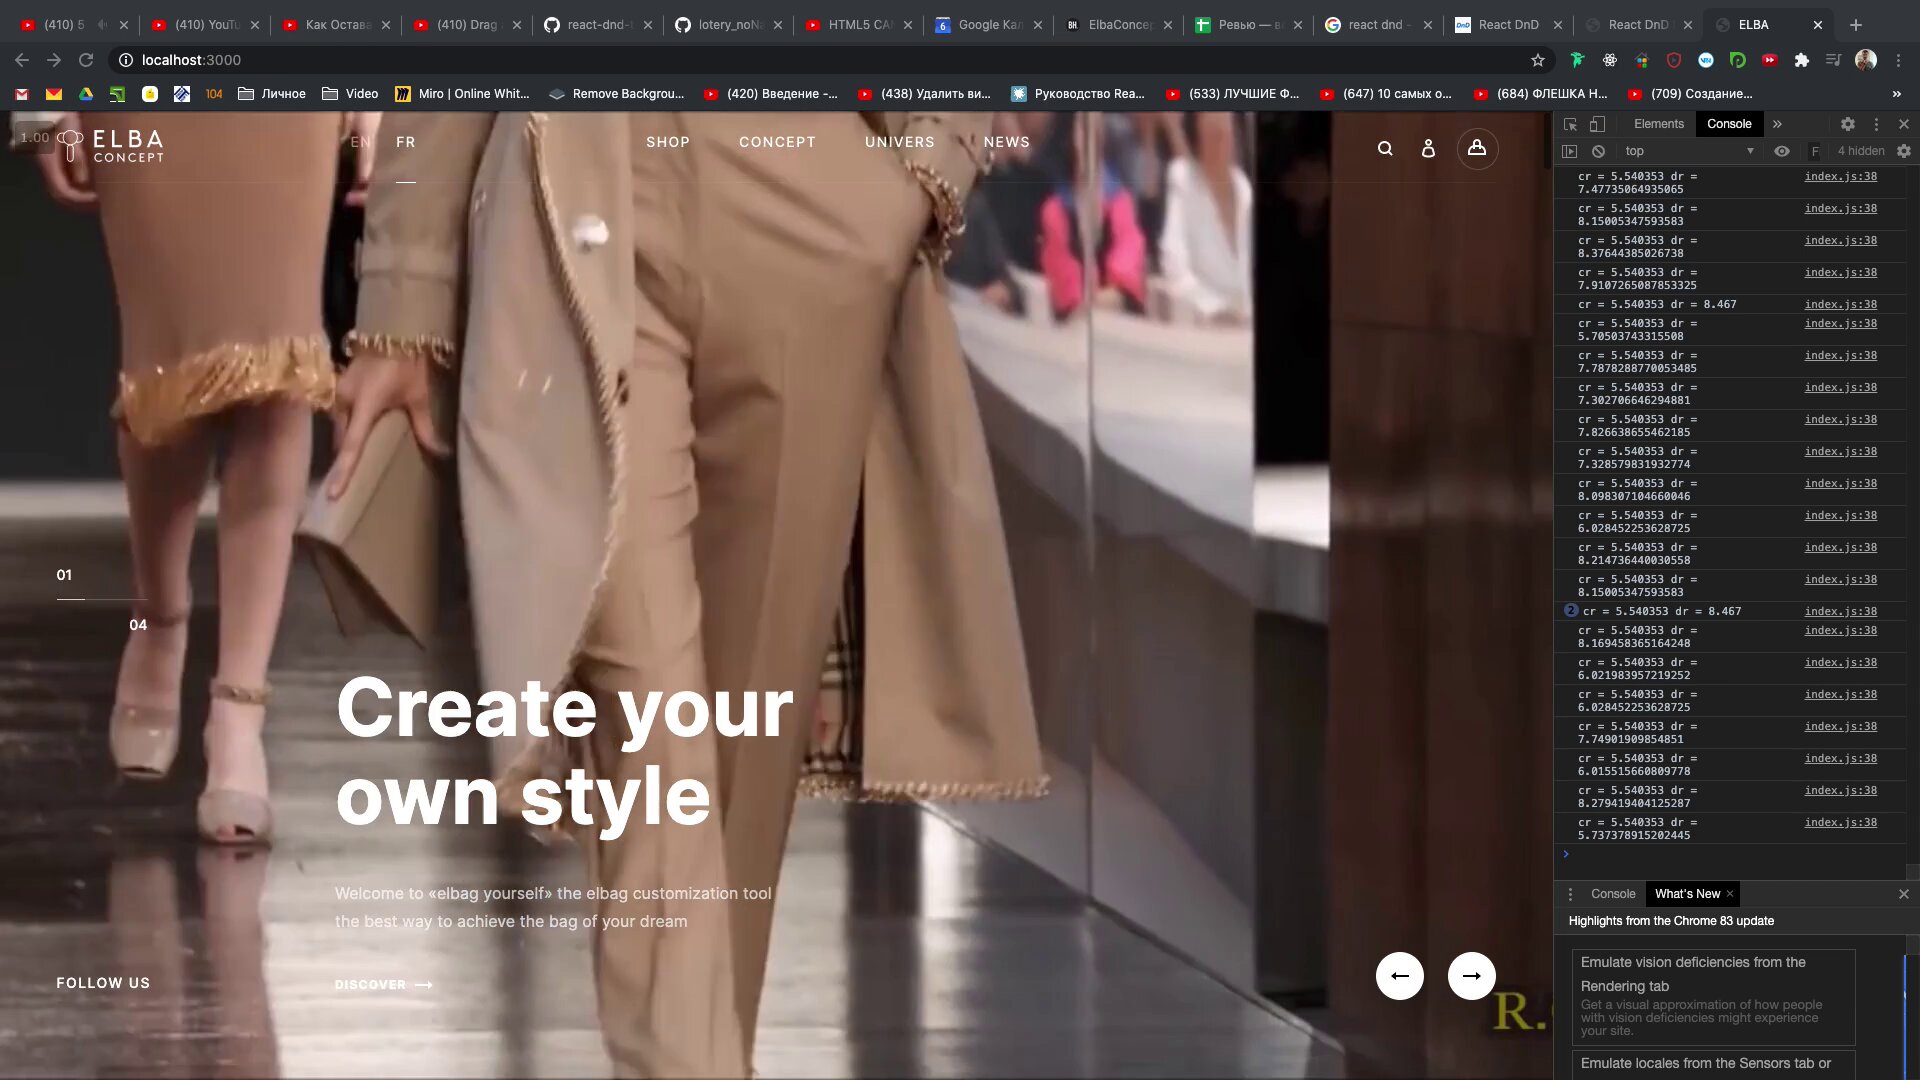 (410) 5
(410) YouTu
Как Остава
(410) Drag
react-dnd-t
lotery_noNa
HTML5 CAN
Google Кал
ElbaConcep
Ревью — в
react dnd -
React DnD
React DnD
ELBA
localhost:3000
104
Личное
Video
Miro | Online Whit...
Remove Backgrou...
(420) Введение -...
(438) Удалить ви...
Руководство Rea...
(533) ЛУЧШИЕ Ф...
(647) 10 самых о...
(684) ФЛЕШКА Н...
(709) Создание...
»
1.00
ELBA
CONCEPT
EN
FR
SHOP
CONCEPT
UNIVERS
NEWS
01
04
Create your
own style
Welcome to «elbag yourself» the elbag customization tool
the best way to achieve the bag of your dream
DISCOVER
FOLLOW US
R.
Elements
Console
»
top
F
4 hidden
cr = 5.540353 dr = index.js:38
7.47735064935065
cr = 5.540353 dr = index.js:38
8.15005347593583
cr = 5.540353 dr = index.js:38
8.37644385026738
cr = 5.540353 dr = index.js:38
7.9107265087853325
cr = 5.540353 dr = 8.467 index.js:38
cr = 5.540353 dr = index.js:38
5.70503743315508
cr = 5.540353 dr = index.js:38
7.7878288770053485
cr = 5.540353 dr = index.js:38
7.302706646294881
cr = 5.540353 dr = index.js:38
7.826638655462185
cr = 5.540353 dr = index.js:38
7.328579831932774
cr = 5.540353 dr = index.js:38
8.098307104660046
cr = 5.540353 dr = index.js:38
6.028452253628725
cr = 5.540353 dr = index.js:38
8.214736440030558
cr = 5.540353 dr = index.js:38
8.15005347593583
2 cr = 5.540353 dr = 8.467 index.js:38
cr = 5.540353 dr = index.js:38
8.169458365164248
cr = 5.540353 dr = index.js:38
6.021983957219252
cr = 5.540353 dr = index.js:38
6.028452253628725
cr = 5.540353 dr = index.js:38
7.74901909854851
cr = 5.540353 dr = index.js:38
6.015515660809778
cr = 5.540353 dr = index.js:38
8.279419404125287
cr = 5.540353 dr = index.js:38
5.737378915202445
Console
What's New
Highlights from the Chrome 83 update
Emulate vision deficiencies from the
Rendering tab
Get a visual approximation of how people
with vision deficiencies might experience
your site.
Emulate locales from the Sensors tab or